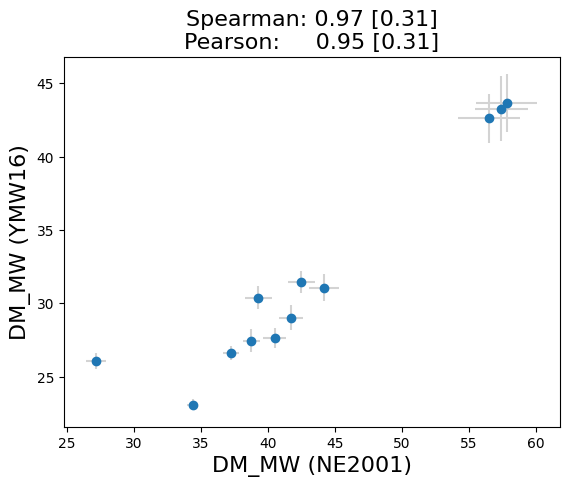 Spearman: 0.97 [0.31]
Pearson: 0.95 [0.31]
45
40
35
30
25
DM_MW (YMW16)
25 30 35 40 45 50 55 60
DM_MW (NE2001)